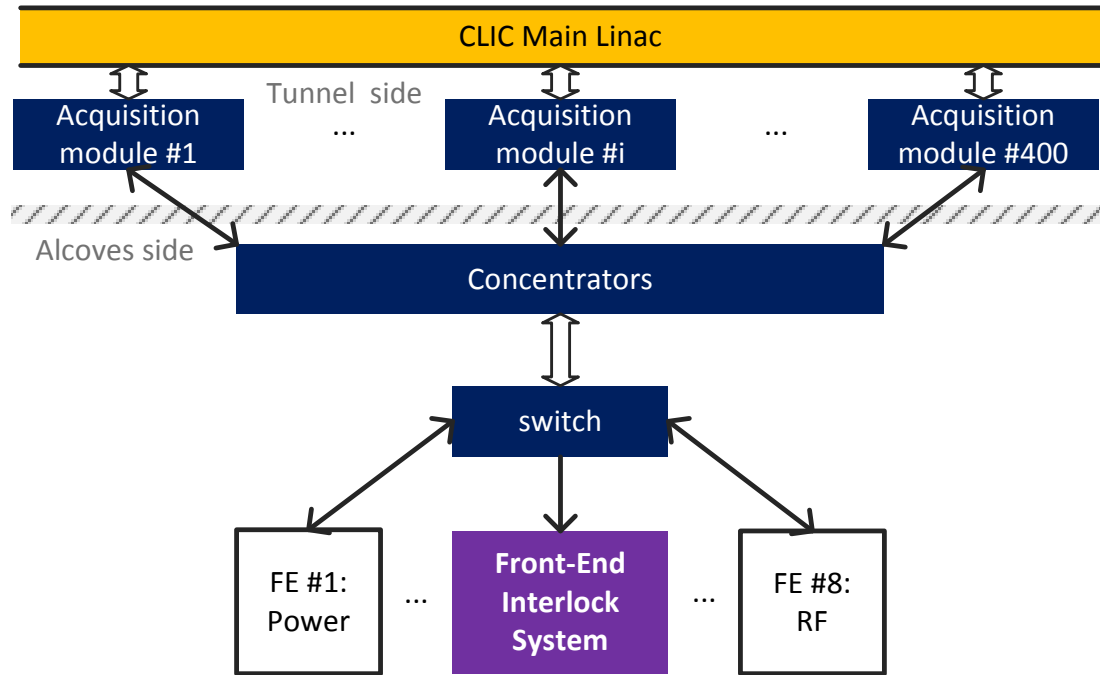 CLIC Main Linac
Tunnel side
Acquisition
module #1
...
Acquisition
module #i
...
Acquisition
module #400
Alcoves side
Concentrators
switch
FE #1:
Power
...
Front-End
Interlock
System
...
FE #8:
RF